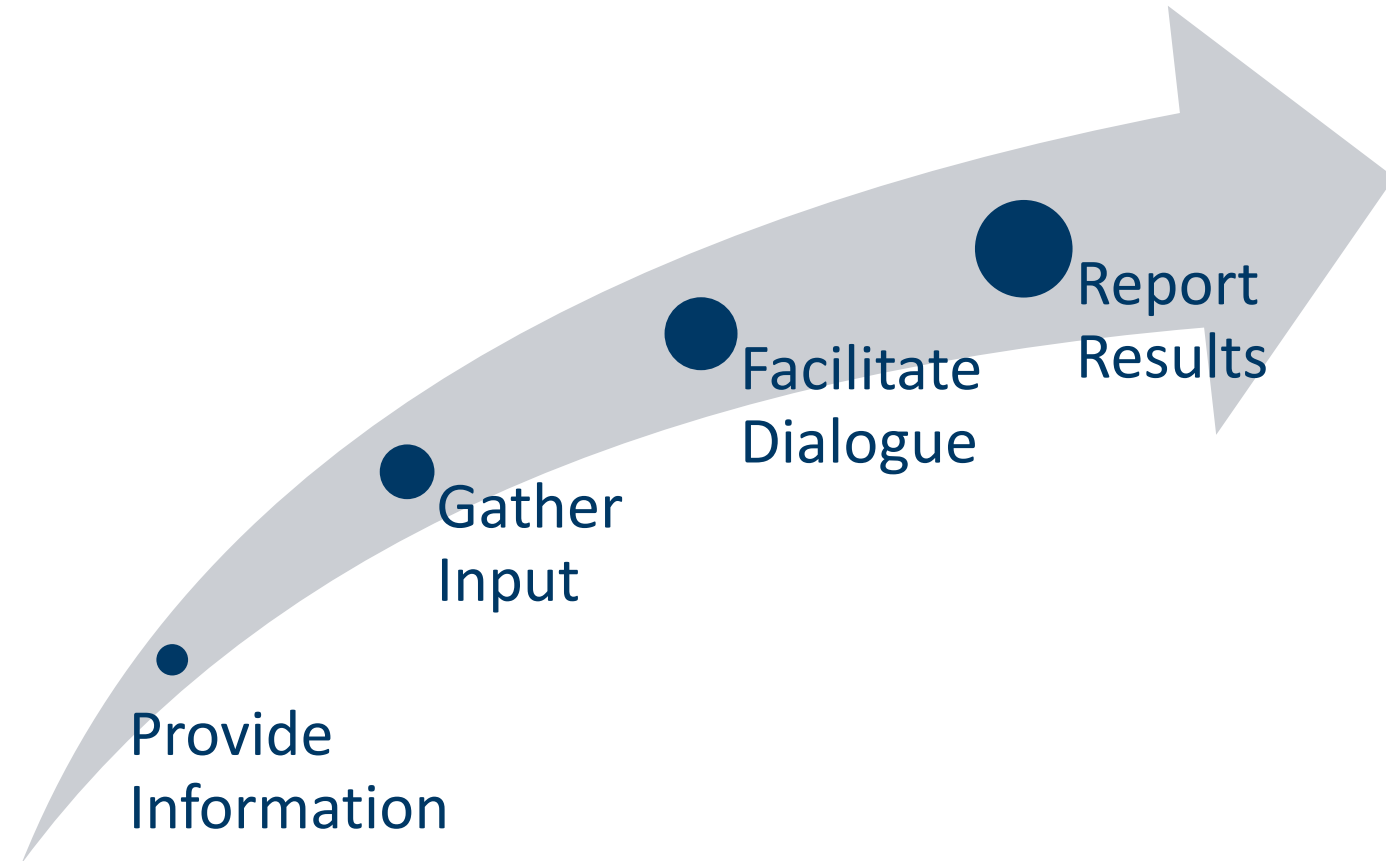 Provide
Information
Gather
Input
Facilitate
Dialogue
Report
Results